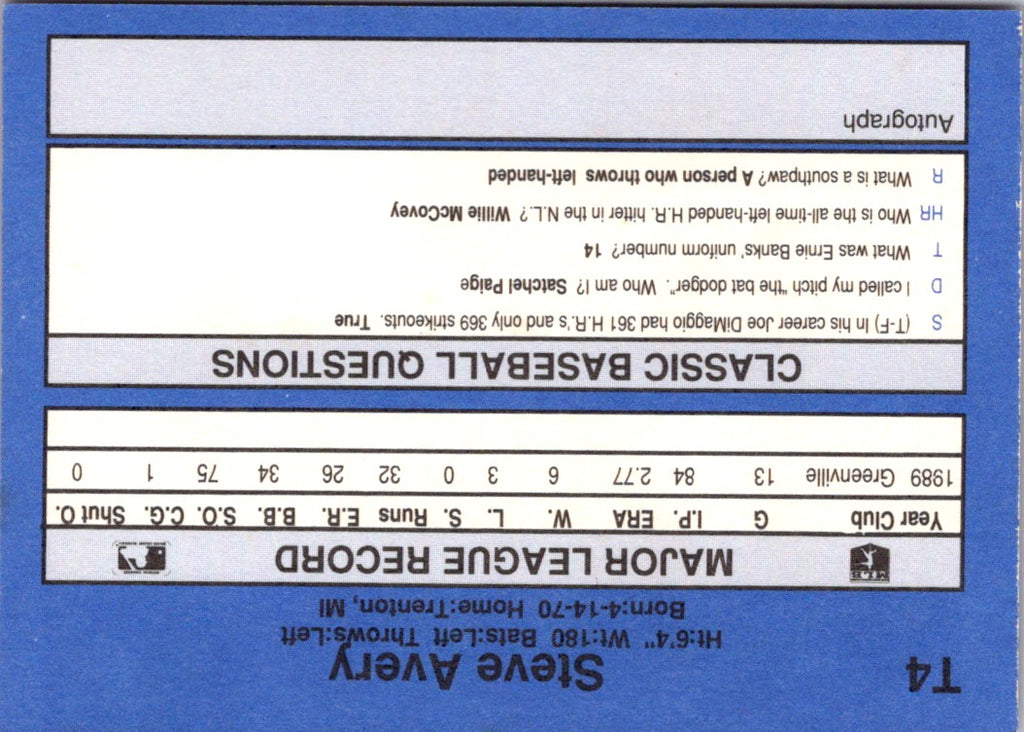 T4
Steve Avery
Ht:6'4" Wt:180 Bats:Left Throws:Left
Born:4-14-70 Home:Trenton, MI
MAJOR LEAGUE RECORD
Year Club G I.P. ERA W. L. S. Runs E.R. B.B. S.O. C.G. Shut O.
1989 Greenville 13 84 2.77 6 3 0 32 26 34 75 1 0
CLASSIC BASEBALL QUESTIONS
S (T-F) In his career Joe DiMaggio had 361 H.R.'s and only 369 strikeouts. True
D I called my pitch "the bat dodger". Who am I? Satchel Paige
T What was Ernie Banks' uniform number? 14
HR Who is the all-time left-handed H.R. hitter in the N.L.? Willie McCovey
R What is a southpaw? A person who throws left-handed
Autograph